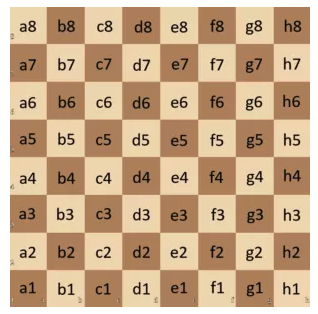 a8 b8 c8 d8 e8 f8 g8 h8
a7 b7 c7 d7 e7 f7 g7 h7
a6 b6 c6 d6 e6 f6 g6 h6
a5 b5 c5 d5 e5 f5 g5 h5
a4 b4 c4 d4 e4 f4 g4 h4
a3 b3 c3 d3 e3 f3 g3 h3
a2 b2 c2 d2 e2 f2 g2 h2
a1 b1 c1 d1 e1 f1 g1 h1